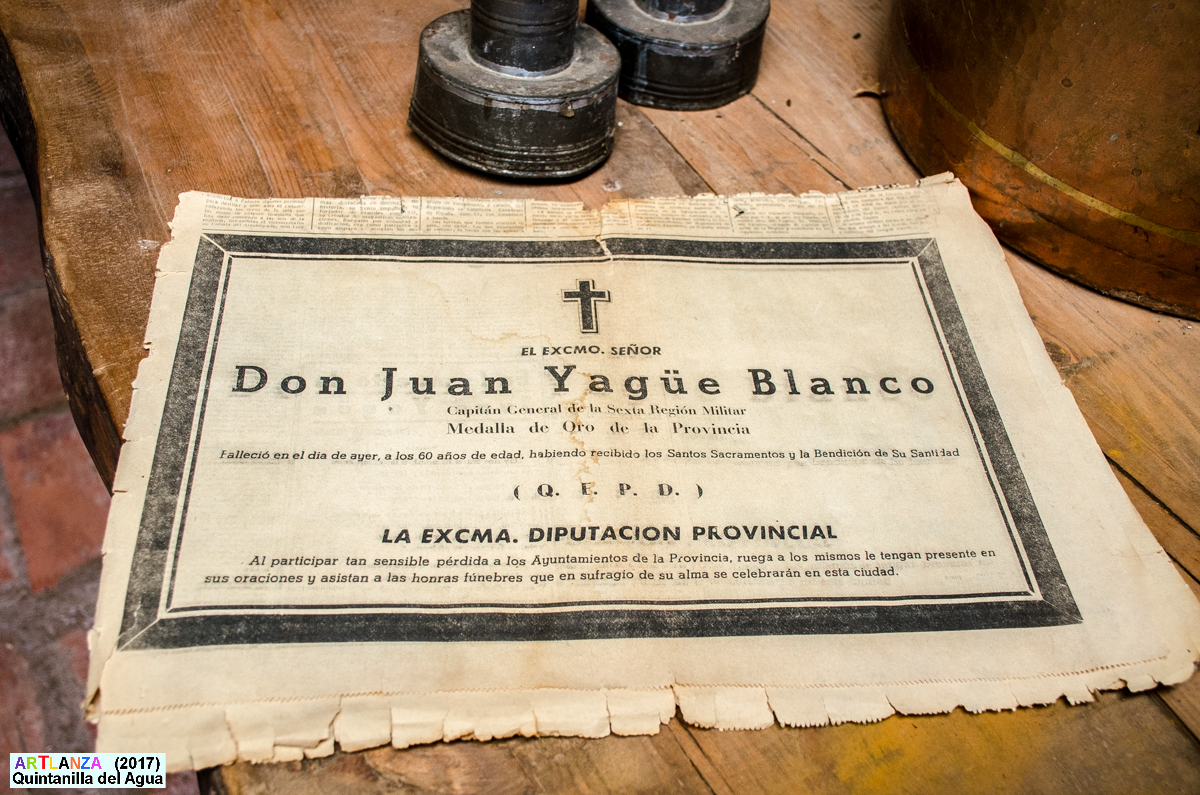 EL EXCMO. SEÑOR
Don Juan Yagüe Blanco
Capitán General de la Sexta Región Militar
Medalla de Oro de la Provincia
Falleció en el día de ayer, a los 60 años de edad, habiendo recibido los Santos Sacramentos y la Bendición de Su Santidad
( Q. E. P. D. )
LA EXCMA. DIPUTACION PROVINCIAL
Al participar tan sensible pérdida a los Ayuntamientos de la Provincia, ruega a los mismos le tengan presente en
sus oraciones y asistan a las honras fúnebres que en sufragio de su alma se celebrarán en esta ciudad.
ARTLANZA (2017)
Quintanilla del Agua